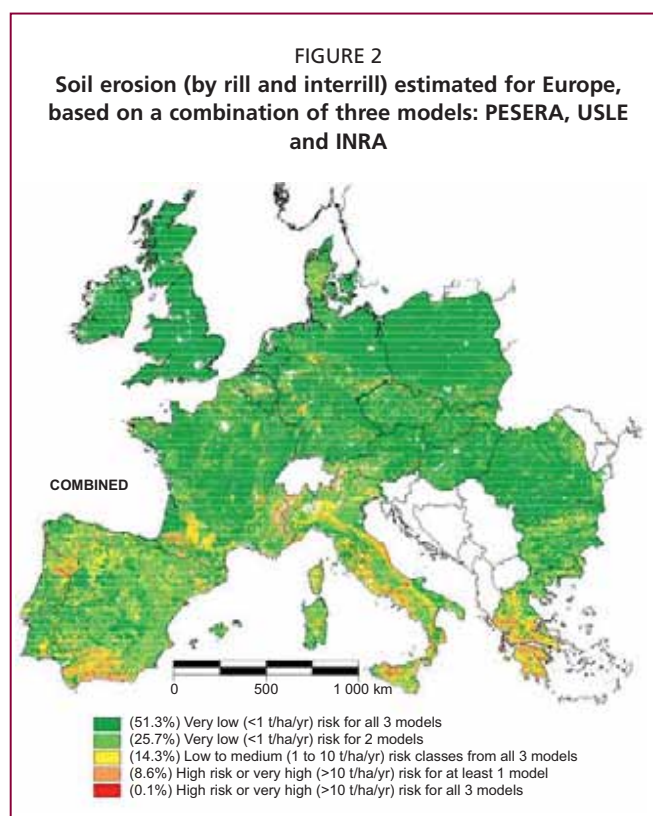 FIGURE 2
Soil erosion (by rill and interrill) estimated for Europe,
based on a combination of three models: PESERA, USLE
and INRA
COMBINED
0 500 1 000 km
(51.3%) Very low (<1 t/ha/yr) risk for all 3 models
(25.7%) Very low (<1 t/ha/yr) risk for 2 models
(14.3%) Low to medium (1 to 10 t/ha/yr) risk classes from all 3 models
(8.6%) High risk or very high (>10 t/ha/yr) risk for at least 1 model
(0.1%) High risk or very high (>10 t/ha/yr) risk for all 3 models